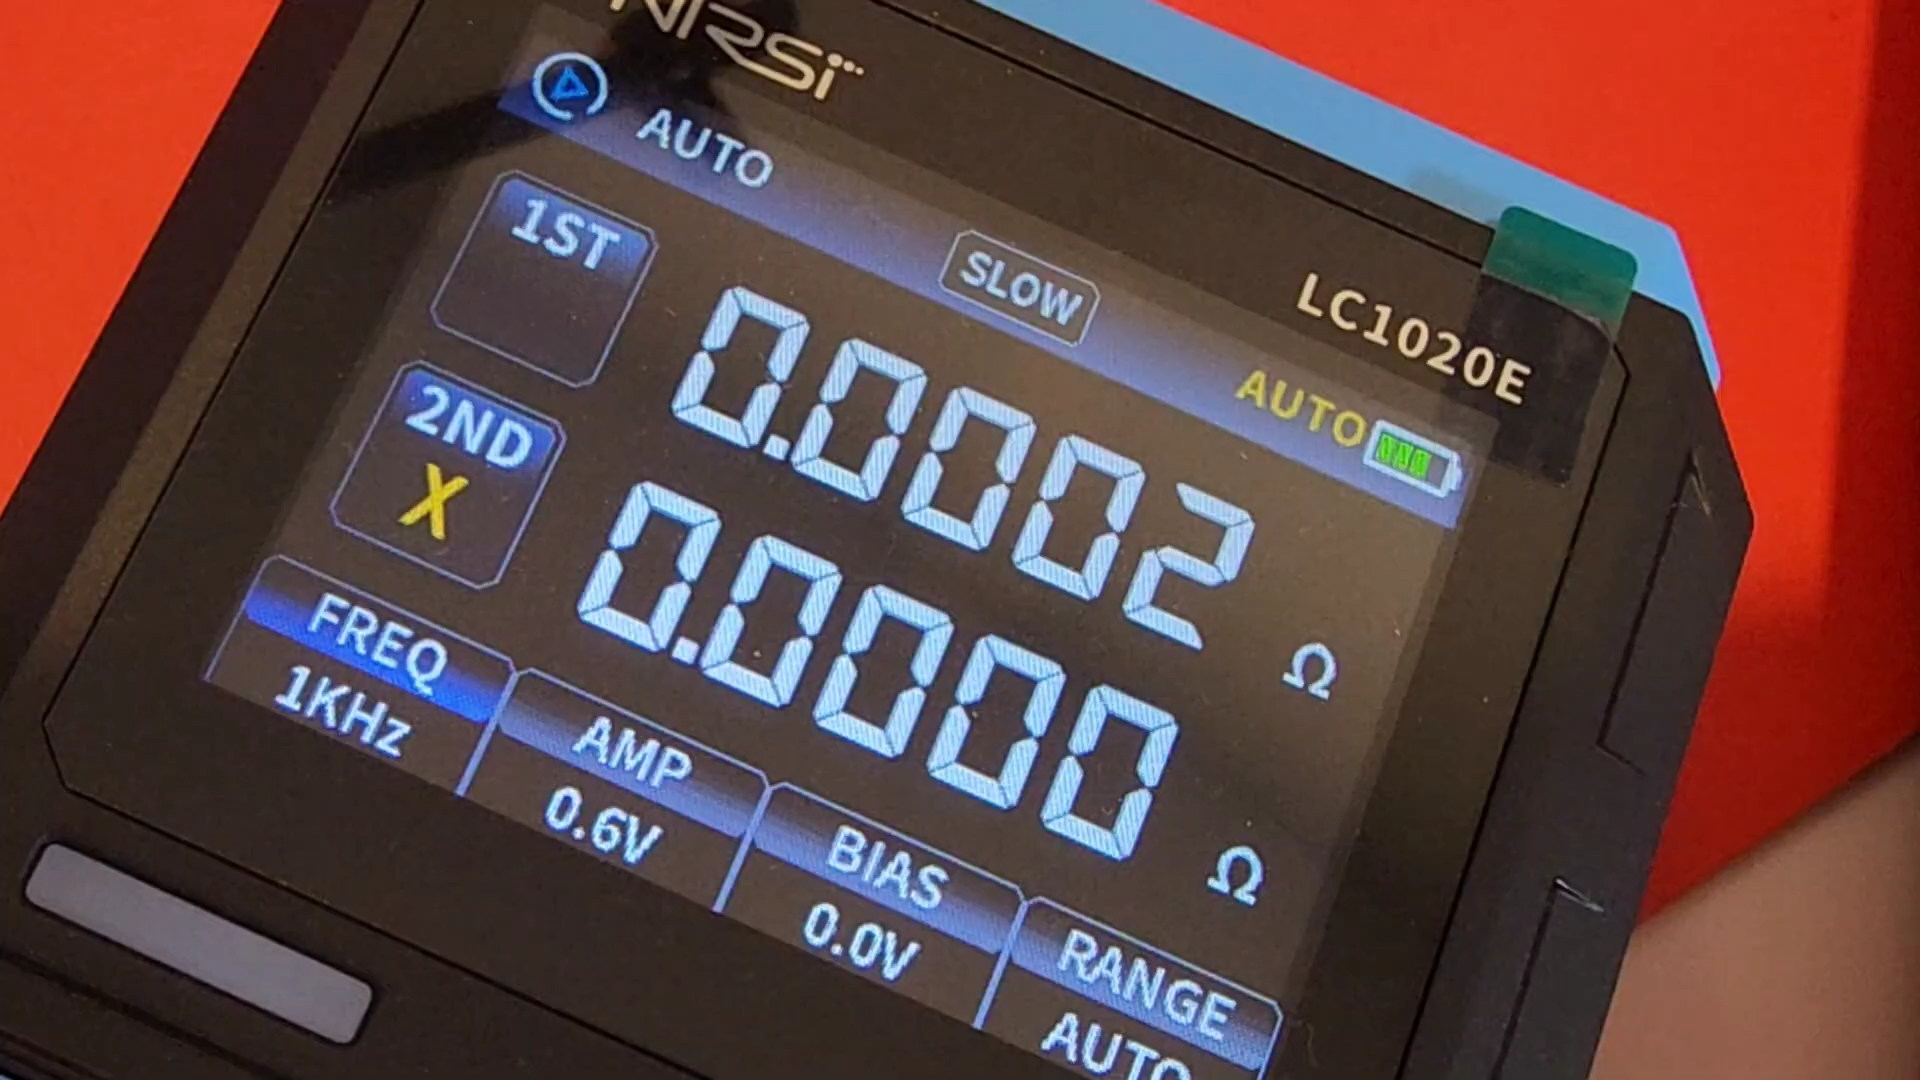 AUTO
SLOW
LC1020E
AUTO
1ST
0.0002 Ω
2ND
X
0.0000 Ω
FREQ
1KHz
AMP
0.6V
BIAS
0.0V
RANGE
AUTO